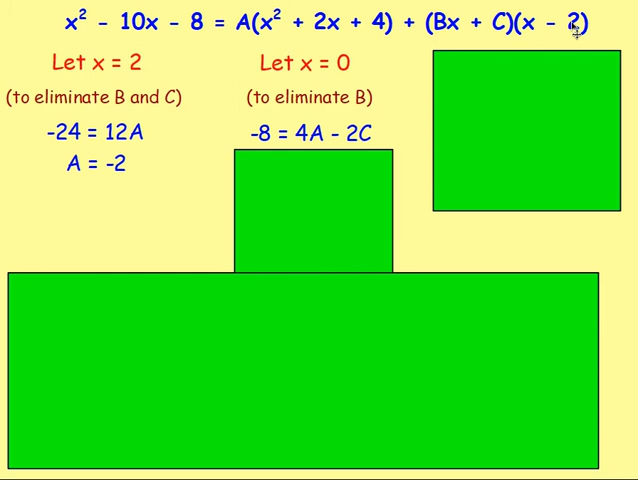 x² - 10x - 8 = A(x² + 2x + 4) + (Bx + C)(x - 2)
Let x = 2
(to eliminate B and C)
-24 = 12A
A = -2
Let x = 0
(to eliminate B)
-8 = 4A - 2C